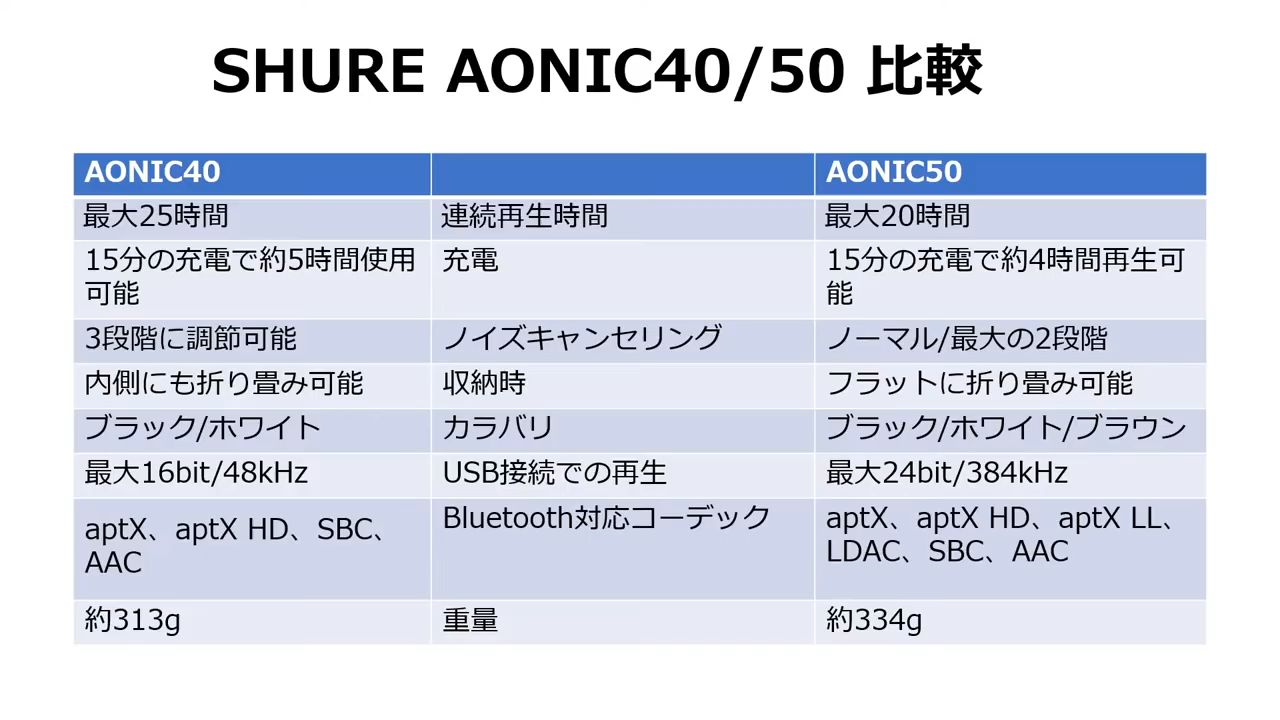 SHURE AONIC40/50 比較
AONIC40
AONIC50
最大25時間
連続再生時間
最大20時間
15分の充電で約5時間使用
可能
充電
15分の充電で約4時間再生可
能
3段階に調節可能
ノイズキャンセリング
ノーマル/最大の2段階
内側にも折り畳み可能
収納時
フラットに折り畳み可能
ブラック/ホワイト
カラバリ
ブラック/ホワイト/ブラウン
最大16bit/48kHz
USB接続での再生
最大24bit/384kHz
aptX、aptX HD、SBC、
AAC
Bluetooth対応コーデック
aptX、aptX HD、aptX LL、
LDAC、SBC、AAC
約313g
重量
約334g